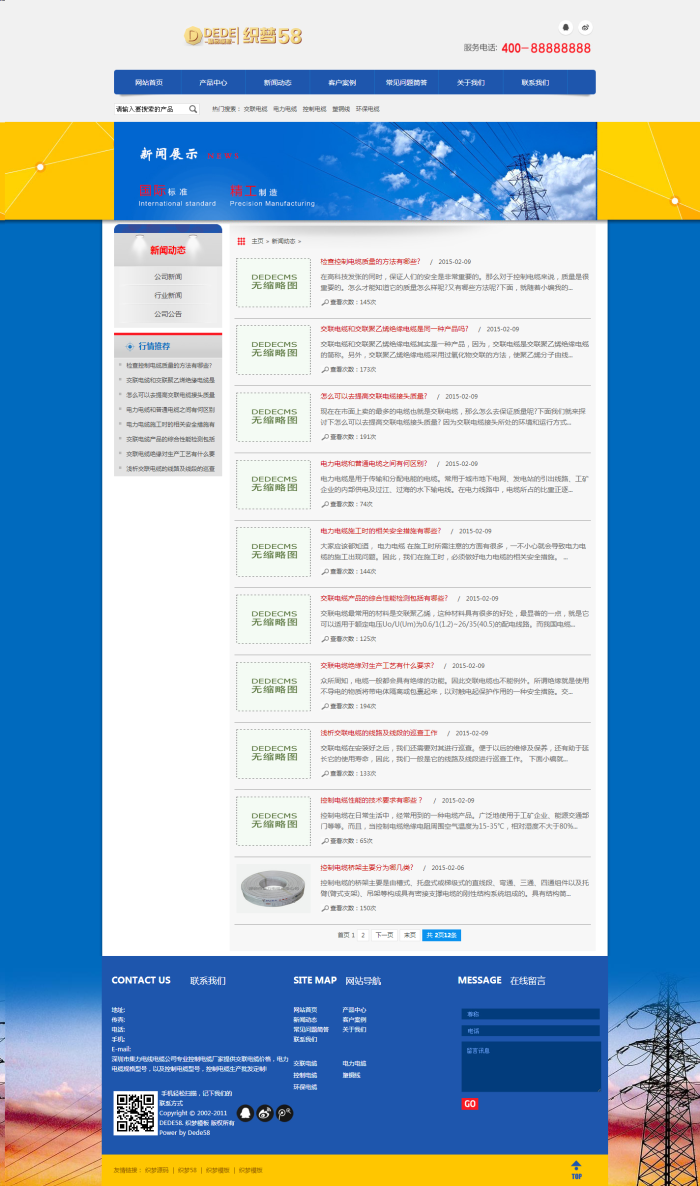 DEDE 织梦58
服务电话: 400-88888888
网站首页 产品中心 新闻动态 客户案例 常见问题简答 关于我们 联系我们
请输入要搜索的产品 热门搜索： 交联电缆 电力电缆 控制电缆 塑铜线 环保电缆
新闻展示
标准 精工 制造
International standard Precision Manufacturing
新闻动态
公司新闻
行业新闻
公司公告
行情推荐
检查控制电缆质量的方法有哪些?
交联电缆和交联聚乙烯绝缘电缆是
怎么可以去提高交联电缆接头质量
电力电缆和普通电缆之间有何区别
电力电缆施工时的相关安全措施有
交联电缆产品的综合性能检测包括
交联电缆绝缘对生产工艺有什么要
浅析交联电缆的线路及线段的巡查
主页 > 新闻动态 >
DEDECMS
无缩略图
检查控制电缆质量的方法有哪些? / 2015-02-09
在高科技发张的同时，保证人们的安全是非常重要的。那么对于控制电缆来说，质量是很
重要的。怎么才能知道它的质量怎么样呢?又有哪些方法呢?下面，就随着小编我的...
查看次数：145次
DEDECMS
无缩略图
交联电缆和交联聚乙烯绝缘电缆是同一种产品吗? / 2015-02-09
交联电缆和交联聚乙烯绝缘电缆其实是一种产品，因为，交联电缆是交联聚乙烯绝缘电缆
的简称。另外，交联聚乙烯绝缘电缆采用过氧化物交联的方法，使聚乙烯分子由线...
查看次数：173次
DEDECMS
无缩略图
怎么可以去提高交联电缆接头质量? / 2015-02-09
现在在市面上卖的最多的电缆也就是交联电缆，那么怎么去保证质量呢?下面我们就来探
讨下怎么可以去提高交联电缆接头质量? 因为交联电缆接头所处的环境和运行方式...
查看次数：191次
DEDECMS
无缩略图
电力电缆和普通电缆之间有何区别? / 2015-02-09
电力电缆是用于传输和分配电能的电缆。常用于城市地下电网、发电站的引出线路、工矿
企业的内部供电及过江、过海的水下输电线。在电力线路中，电缆所占的比重正逐...
查看次数：74次
DEDECMS
无缩略图
电力电缆施工时的相关安全措施有哪些? / 2015-02-09
大家应该都知道， 电力电缆 在施工时所需注意的方面有很多，一不小心就会导致电力电
缆的施工出现问题。因此，我们在施工时，必须做好电力电缆的相关安全措施。 ...
查看次数：144次
DEDECMS
无缩略图
交联电缆产品的综合性能检测包括有哪些? / 2015-02-09
交联电缆最常用的材料是交联聚乙烯，这种材料具有很多的好处，最显著的一点，就是它
可以适用于额定电压Uo/U(Um)为0.6/1(1.2)~26/35(40.5)的配电线路。而我国电缆...
查看次数：125次
DEDECMS
无缩略图
交联电缆绝缘对生产工艺有什么要求? / 2015-02-09
众所周知，电缆一般都会具有绝缘的功能。因此交联电缆也不能例外。所谓绝缘就是使用
不导电的物质将带电体隔离或包裹起来，以对触电起保护作用的一种安全措施。交...
查看次数：194次
DEDECMS
无缩略图
浅析交联电缆的线路及线段的巡查工作 / 2015-02-09
交联电缆在安装好之后，我们还需要对其进行巡查。便于以后的维修及保养，还有助于延
长它的使用寿命，因此，我们一般是它的线路及线段进行巡查工作。 下面小编就...
查看次数：133次
DEDECMS
无缩略图
控制电缆性能的技术要求有哪些？ / 2015-02-09
控制电缆在日常生活中，经常用到的一种电缆产品。广泛地使用于工矿企业、能源交通部
门等等。而且，当控制电缆绝缘电阻周围空气温度为15-35℃，相对湿度不大于80%...
查看次数：65次
控制电缆桥架主要分为哪几类? / 2015-02-06
控制电缆的桥架主要是由槽式、托盘式或梯级式的直线段、弯通、三通、四通组件以及托
臂(臂式支架)、吊架等构成具有密接支撑电缆的刚性结构系统组成的。具有结构简...
查看次数：150次
首页 1 2 下一页 末页 共 2页12条
CONTACT US 联系我们
地址:
传真:
电话:
手机:
E-mail:
深圳市集力电线电缆公司专业控制电缆厂家提供交联电缆价格，电力
电缆规格型号，以及控制电缆型号，控制电缆生产批发定制!
手机轻松扫描，记下我们的
联系方式
Copyright © 2002-2011
DEDE58. 织梦模板 版权所有
Power by Dede58
SITE MAP 网站导航
网站首页 产品中心
新闻动态 客户案例
常见问题简答 关于我们
联系我们
交联电缆 电力电缆
控制电缆 塑铜线
环保电缆
MESSAGE 在线留言
尊称
电话
留言讯息
GO
友情链接： 织梦源码 | 织梦58 | 织梦模板 | 织梦模板
TOP